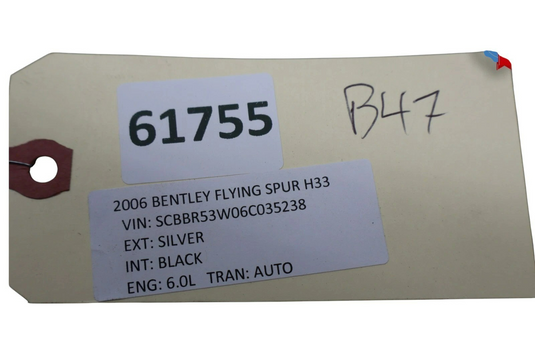 61755
B47
2006 BENTLEY FLYING SPUR H33
VIN: SCBBR53W06C035238
EXT: SILVER
INT: BLACK
ENG: 6.0L TRAN: AUTO